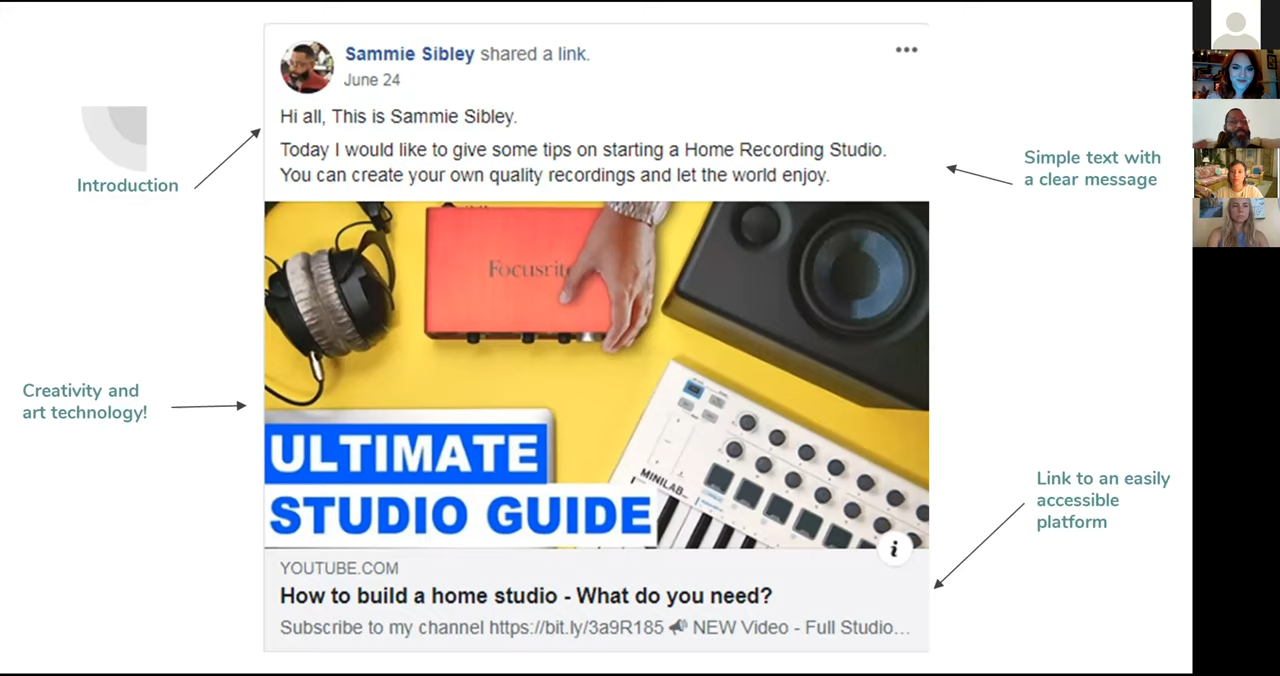 Sammie Sibley shared a link.
June 24
Hi all, This is Sammie Sibley.
Today I would like to give some tips on starting a Home Recording Studio.
You can create your own quality recordings and let the world enjoy.
Introduction
Simple text with
a clear message
Focusrite
Creativity and
art technology!
MINILAB
ULTIMATE
STUDIO GUIDE
Link to an easily
accessible
platform
i
YOUTUBE.COM
How to build a home studio - What do you need?
Subscribe to my channel https://bit.ly/3a9R185 📣 NEW Video - Full Studio...